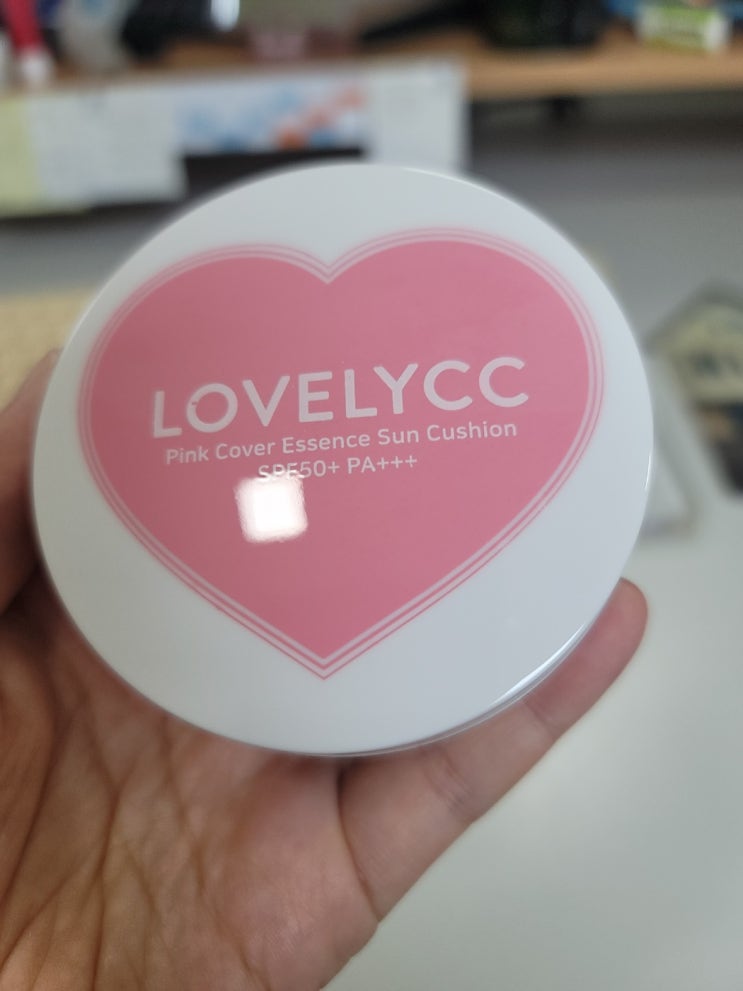 LOVELYCC
Pink Cover Essence Sun Cushion
SPF50+ PA+++